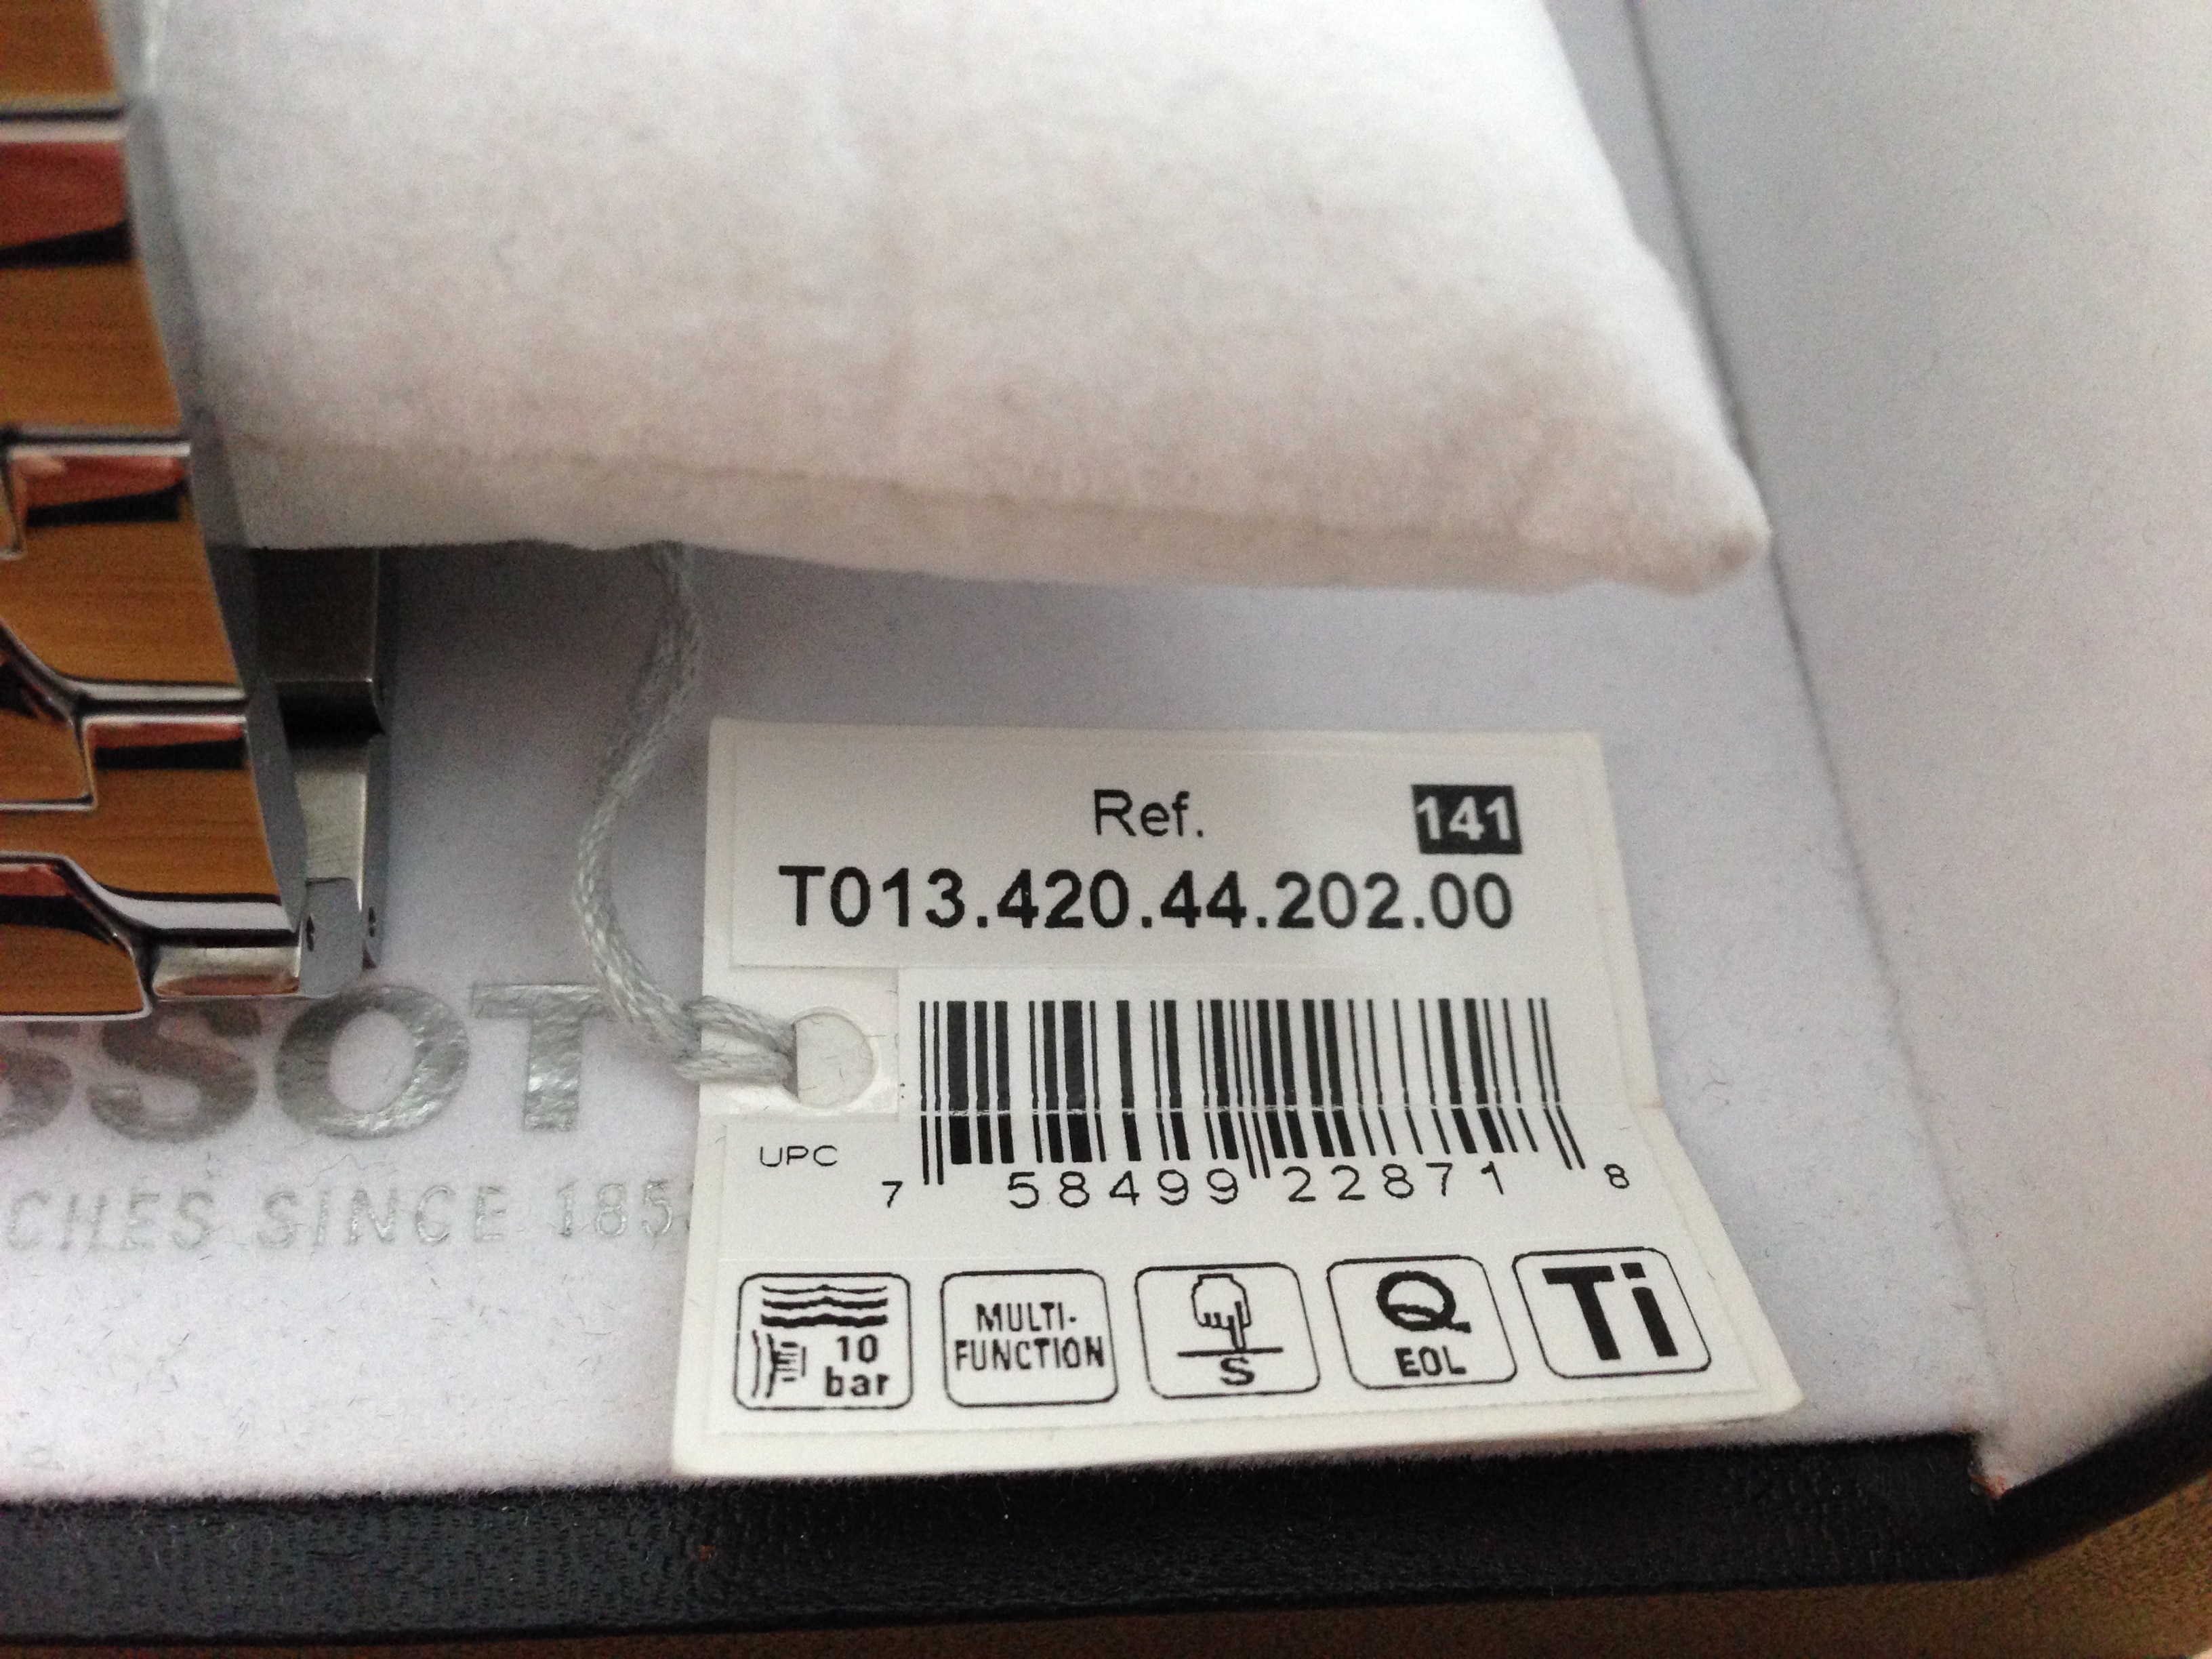 Ref. 141
T013.420.44.202.00
SSOT
UPC
7 58499 22871 8
CHES SINCE 185
10
bar
MULTI-
FUNCTION
S
Q
EOL
Ti